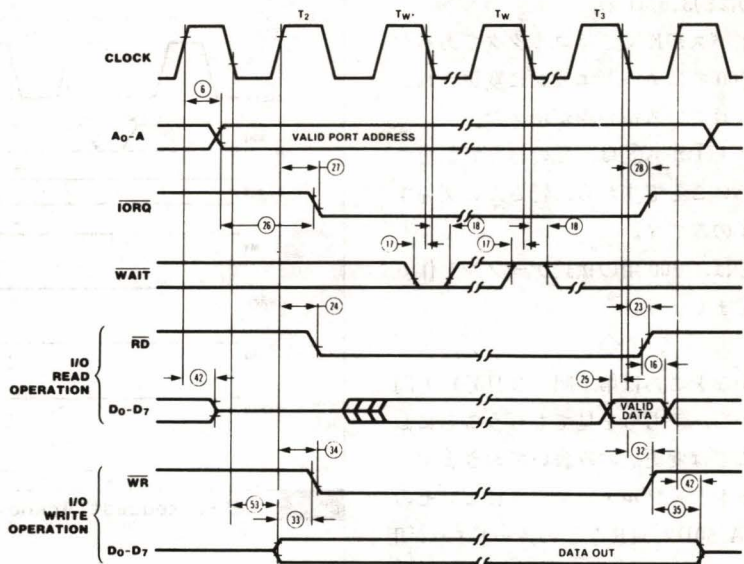 T2 TW* TW T3
CLOCK
6
A0-A VALID PORT ADDRESS
27 28
IORQ
26 18 18
17 17
WAIT
24 23
RD
I/O READ OPERATION
16
42 25
D0-D7 VALID DATA
34 32
WR 42
I/O WRITE OPERATION
53 33 35
D0-D7 DATA OUT